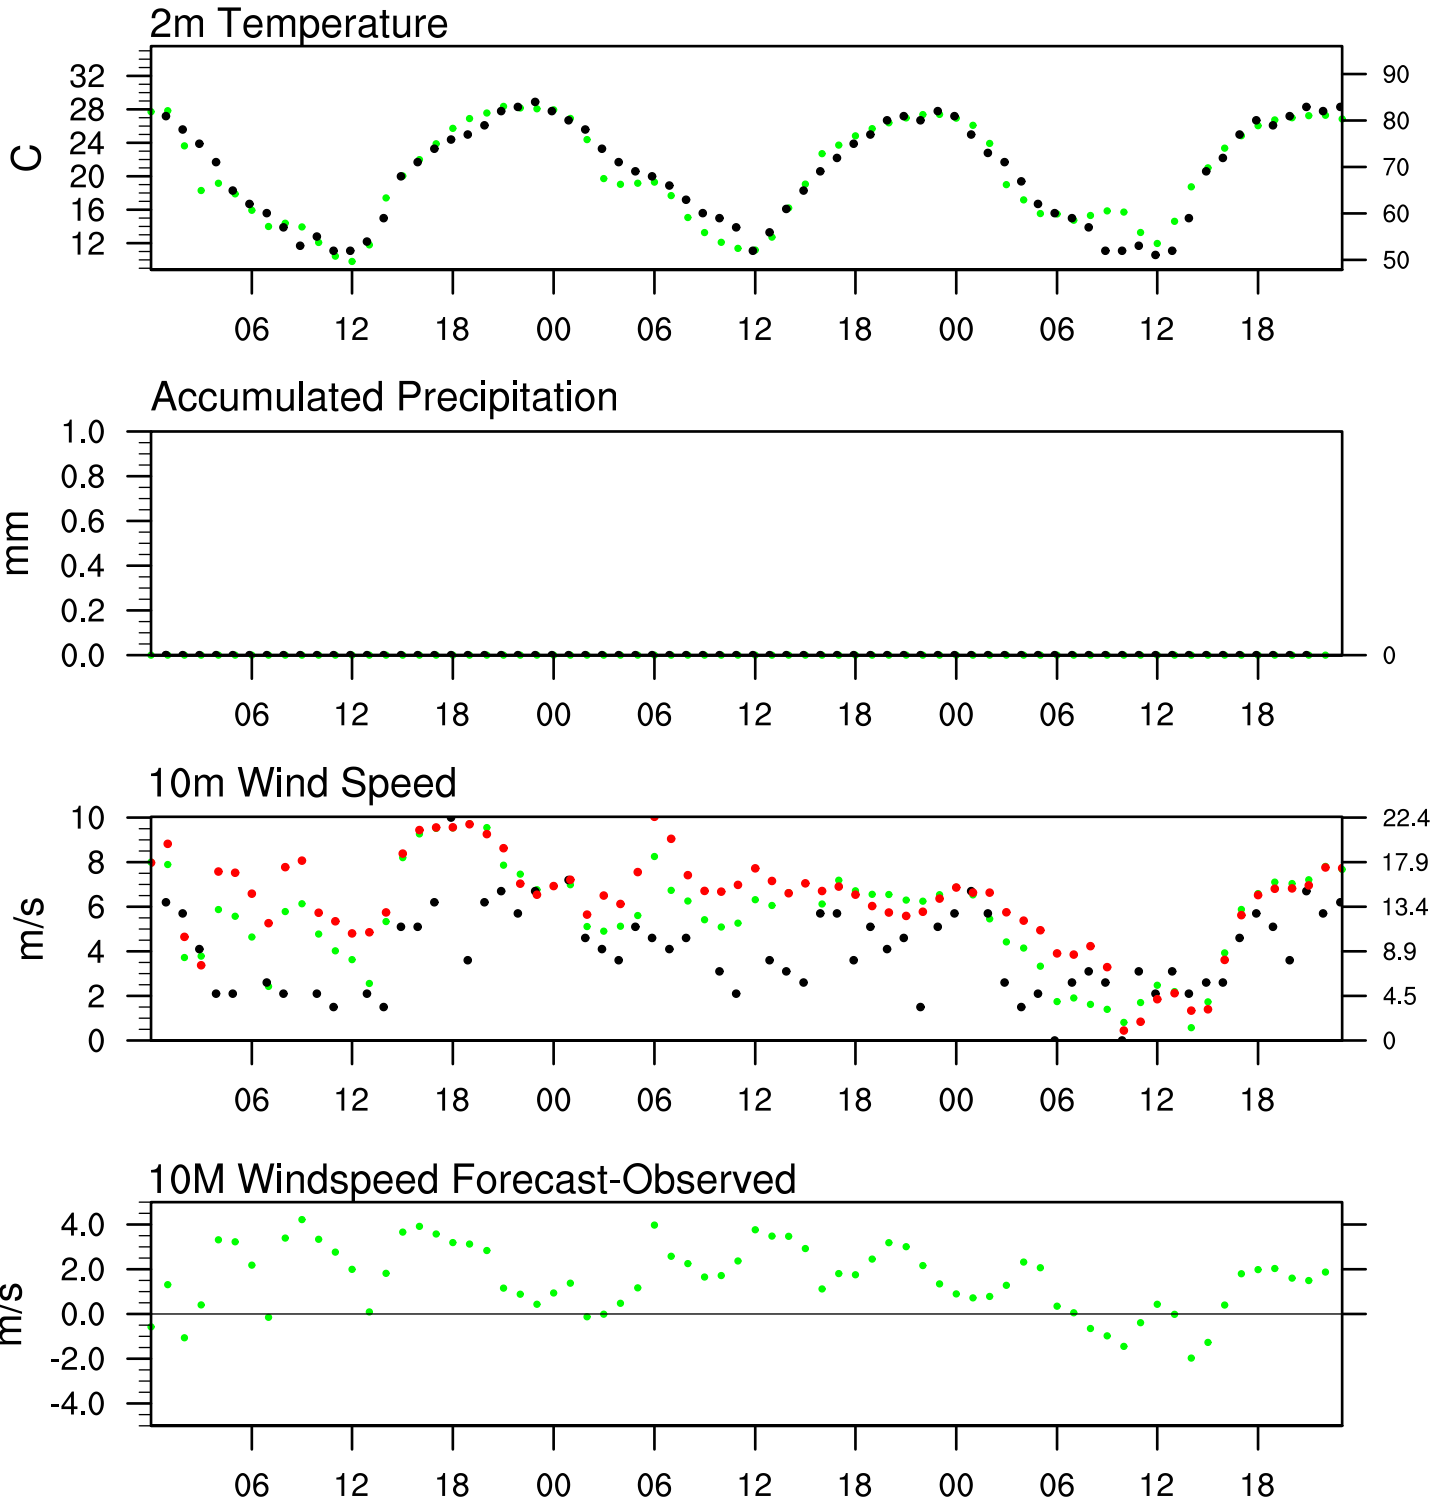 2m Temperature
32
28
24
20
16
12
C
90
80
70
60
50
06 12 18 00 06 12 18 00 06 12 18
Accumulated Precipitation
1.0
0.8
0.6
0.4
0.2
0.0
mm
0
06 12 18 00 06 12 18 00 06 12 18
10m Wind Speed
10
8
6
4
2
0
m/s
22.4
17.9
13.4
8.9
4.5
0
06 12 18 00 06 12 18 00 06 12 18
10M Windspeed Forecast-Observed
4.0
2.0
0.0
-2.0
-4.0
m/s
06 12 18 00 06 12 18 00 06 12 18